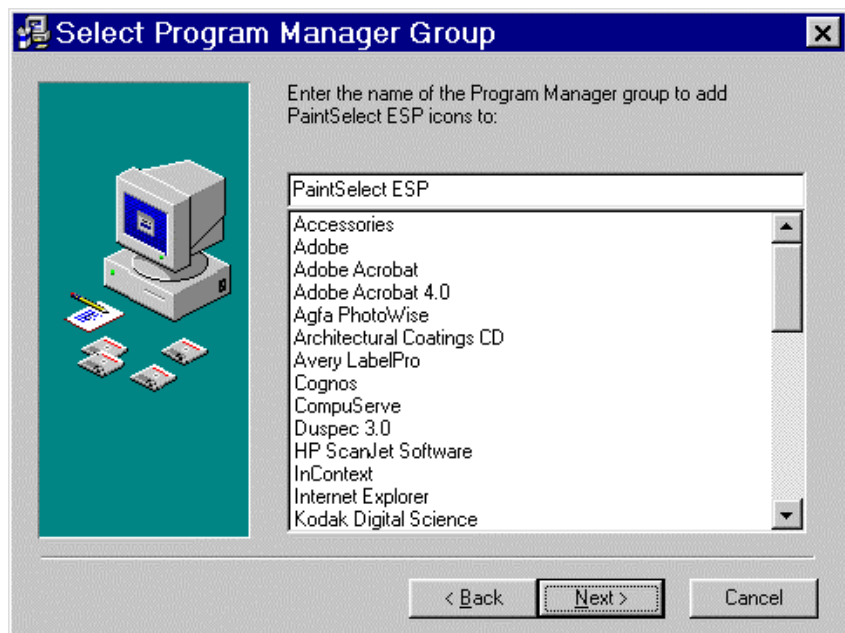 Select Program Manager Group
Enter the name of the Program Manager group to add
PaintSelect ESP icons to:
PaintSelect ESP
Accessories
Adobe
Adobe Acrobat
Adobe Acrobat 4.0
Agfa PhotoWise
Architectural Coatings CD
Avery LabelPro
Cognos
CompuServe
Duspec 3.0
HP ScanJet Software
InContext
Internet Explorer
Kodak Digital Science
< Back Next > Cancel